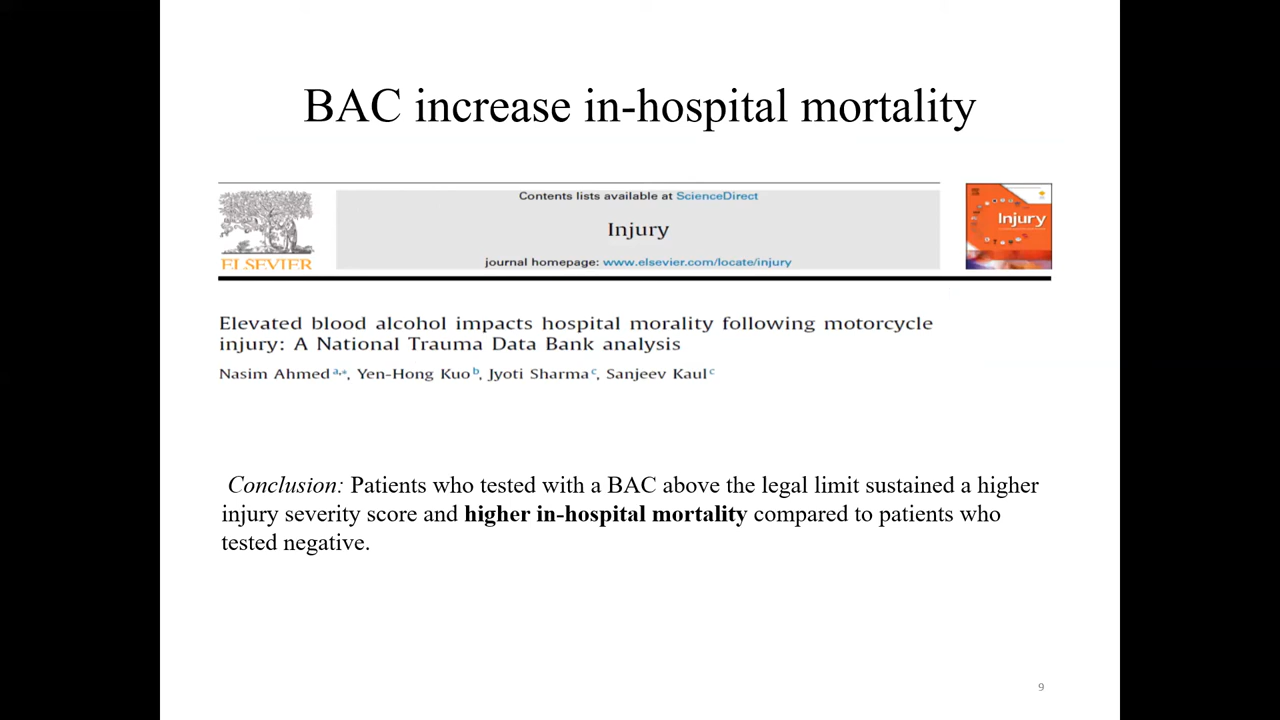 BAC increase in-hospital mortality
Contents lists available at ScienceDirect
Injury
journal homepage: www.elsevier.com/locate/injury
ELSEVIER
Injury
Elevated blood alcohol impacts hospital morality following motorcycle
injury: A National Trauma Data Bank analysis
Nasim Ahmed a,*, Yen-Hong Kuo b, Jyoti Sharma c, Sanjeev Kaul c
Conclusion: Patients who tested with a BAC above the legal limit sustained a higher
injury severity score and higher in-hospital mortality compared to patients who
tested negative.
9